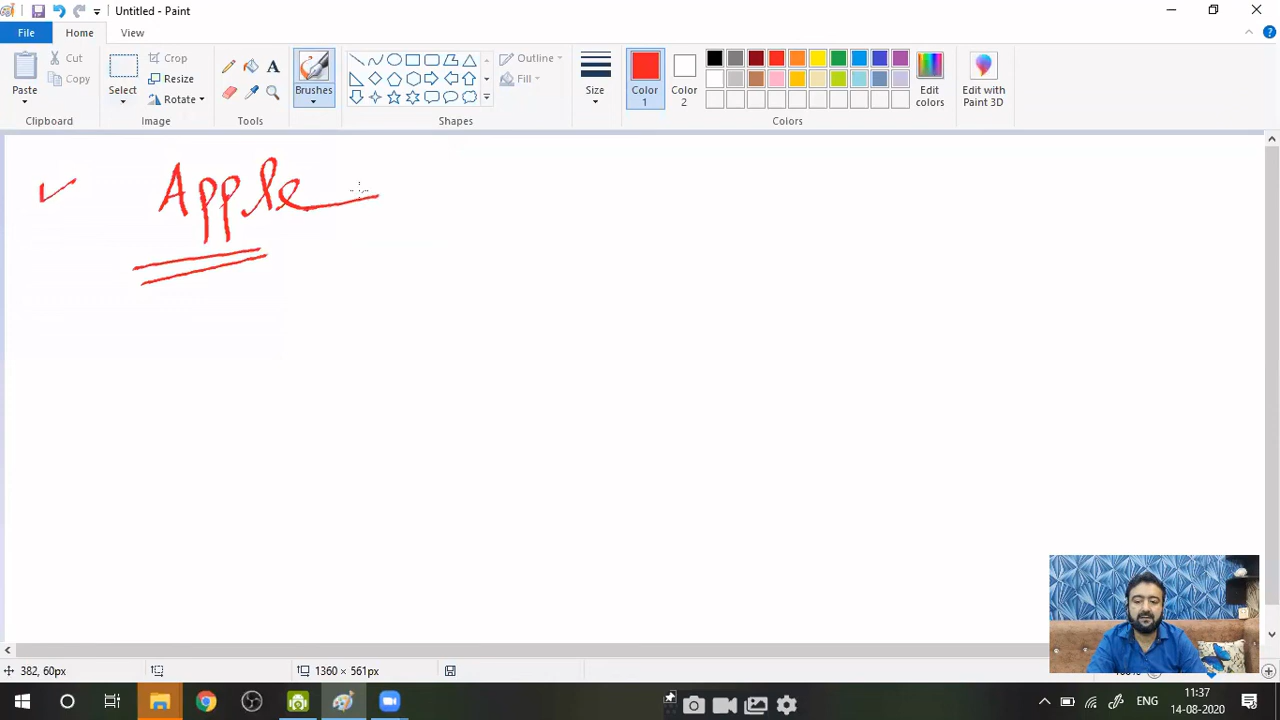 Untitled - Paint
File Home View
Paste
Cut
Copy
Clipboard
Select
Crop
Resize
Rotate
Image
Tools
Brushes
Outline
Fill
Shapes
Size
Color 1
Color 2
Edit colors
Edit with Paint 3D
Colors
Apple
382, 60px
1360 × 561px
100%
ENG
11:37
14-08-2020